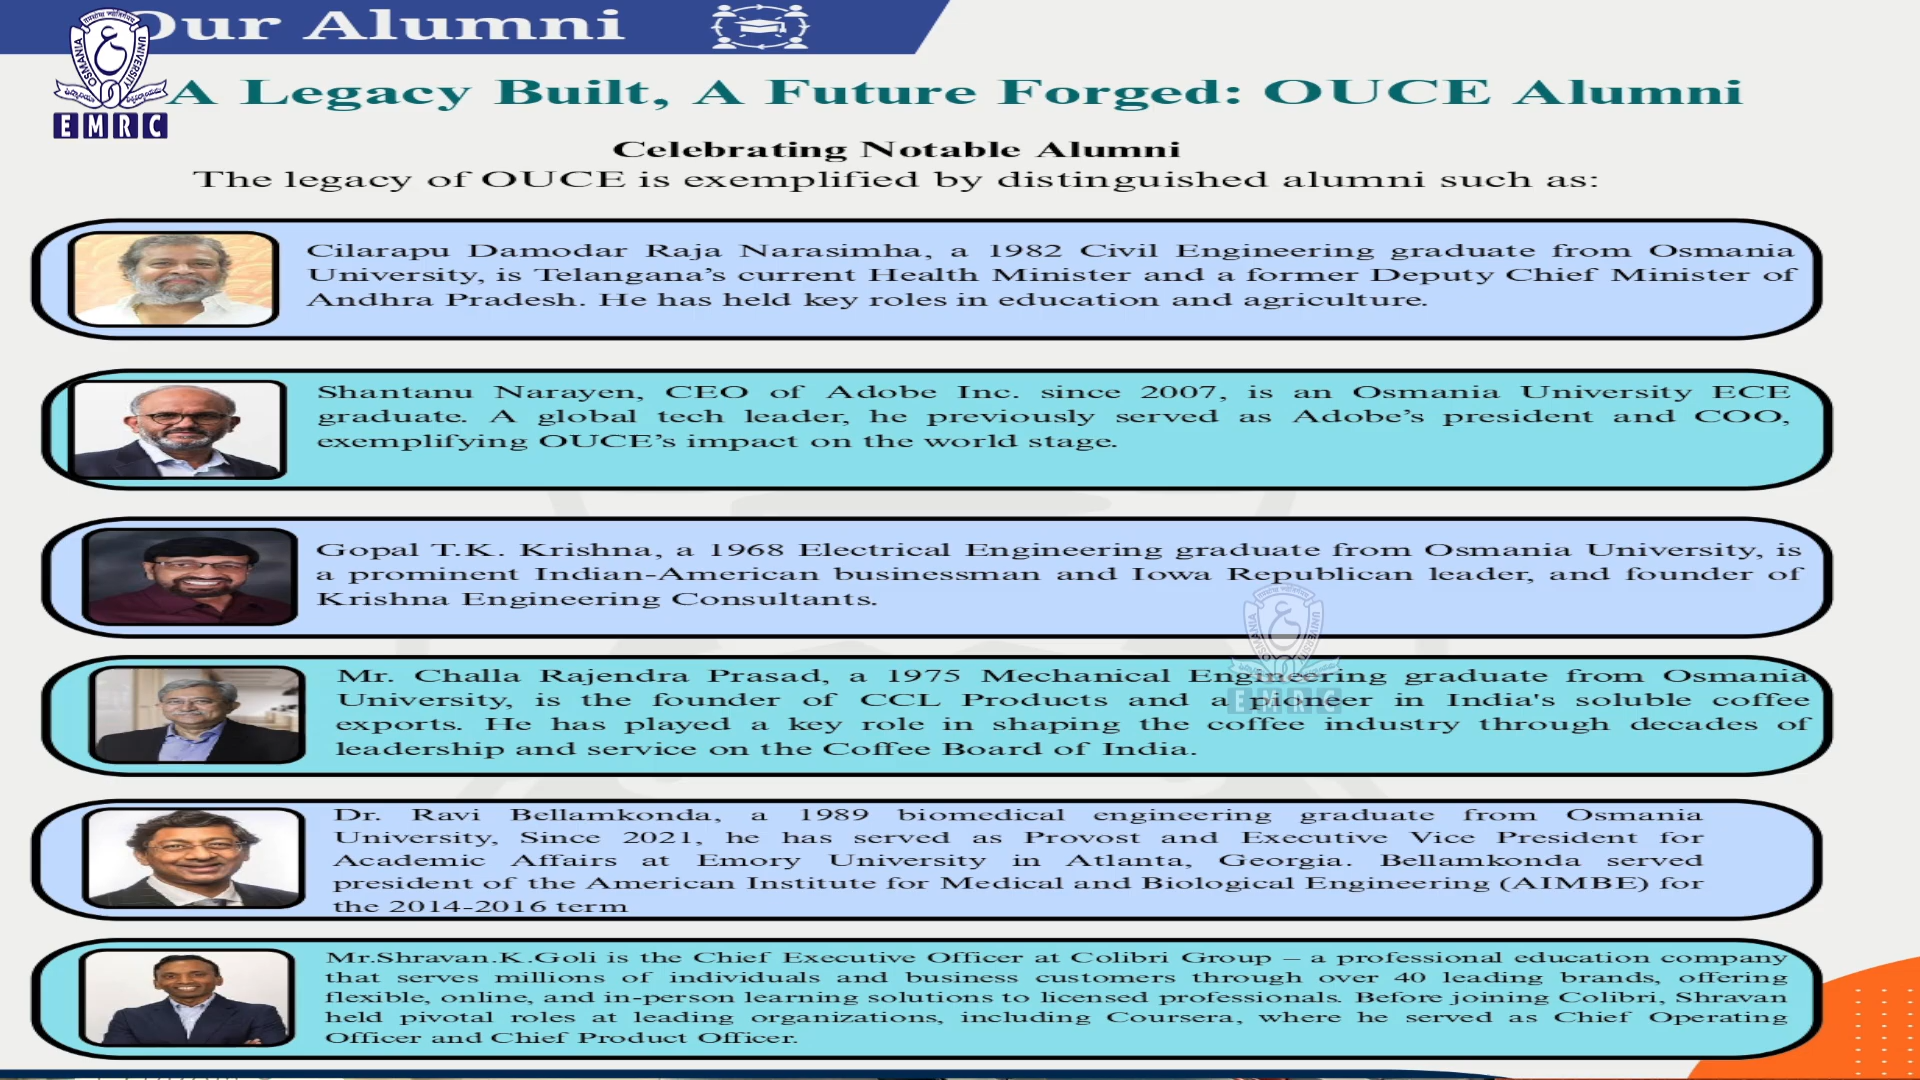 Our Alumni
OSMANIA UNIVERSITY
EMRC
A Legacy Built, A Future Forged: OUCE Alumni
Celebrating Notable Alumni
The legacy of OUCE is exemplified by distinguished alumni such as:
Cilarapu Damodar Raja Narasimha, a 1982 Civil Engineering graduate from Osmania
University, is Telangana’s current Health Minister and a former Deputy Chief Minister of
Andhra Pradesh. He has held key roles in education and agriculture.
Shantanu Narayen, CEO of Adobe Inc. since 2007, is an Osmania University ECE
graduate. A global tech leader, he previously served as Adobe’s president and COO,
exemplifying OUCE’s impact on the world stage.
Gopal T.K. Krishna, a 1968 Electrical Engineering graduate from Osmania University, is
a prominent Indian-American businessman and Iowa Republican leader, and founder of
Krishna Engineering Consultants.
OSMANIA UNIVERSITY
EMRC
Mr. Challa Rajendra Prasad, a 1975 Mechanical Engineering graduate from Osmania
University, is the founder of CCL Products and a pioneer in India's soluble coffee
exports. He has played a key role in shaping the coffee industry through decades of
leadership and service on the Coffee Board of India.
Dr. Ravi Bellamkonda, a 1989 biomedical engineering graduate from Osmania
University, Since 2021, he has served as Provost and Executive Vice President for
Academic Affairs at Emory University in Atlanta, Georgia. Bellamkonda served
president of the American Institute for Medical and Biological Engineering (AIMBE) for
the 2014-2016 term
Mr.Shravan.K.Goli is the Chief Executive Officer at Colibri Group – a professional education company
that serves millions of individuals and business customers through over 40 leading brands, offering
flexible, online, and in-person learning solutions to licensed professionals. Before joining Colibri, Shravan
held pivotal roles at leading organizations, including Coursera, where he served as Chief Operating
Officer and Chief Product Officer.